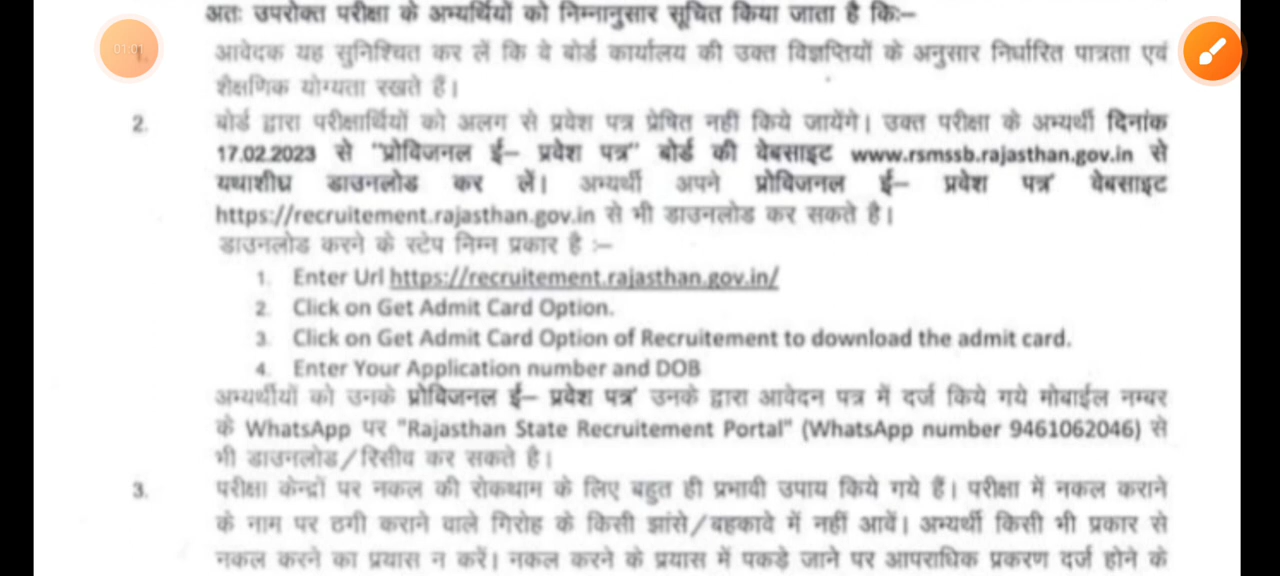 अतः उपरोक्त परीक्षा के अभ्यर्थियों को निम्नानुसार सूचित किया जाता है किः–
01:01
1. आवेदक यह सुनिश्चित कर लें कि वे बोर्ड कार्यालय की उक्त विज्ञप्तियों के अनुसार निर्धारित पात्रता एवं
शैक्षणिक योग्यता रखते हैं।
2. बोर्ड द्वारा परीक्षार्थियों को अलग से प्रवेश पत्र प्रेषित नहीं किये जायेंगे। उक्त परीक्षा के अभ्यर्थी दिनांक
17.02.2023 से "प्रोविजनल ई– प्रवेश पत्र" बोर्ड की वेबसाइट www.rsmssb.rajasthan.gov.in से
यथाशीघ्र डाउनलोड कर लें। अभ्यर्थी अपने प्रोविजनल ई– प्रवेश पत्र वेबसाइट
https://recruitement.rajasthan.gov.in से भी डाउनलोड कर सकते है।
डाउनलोड करने के स्टेप निम्न प्रकार है :–
1. Enter Url https://recruitement.rajasthan.gov.in/
2. Click on Get Admit Card Option.
3. Click on Get Admit Card Option of Recruitement to download the admit card.
4. Enter Your Application number and DOB
अभ्यर्थीयों को उनके प्रोविजनल ई– प्रवेश पत्र' उनके द्वारा आवेदन पत्र में दर्ज किये गये मोबाईल नम्बर
के WhatsApp पर "Rajasthan State Recruitement Portal" (WhatsApp number 9461062046) से
भी डाउनलोड/रिसीव कर सकते है।
3. परीक्षा केन्द्रों पर नकल की रोकथाम के लिए बहुत ही प्रभावी उपाय किये गये हैं। परीक्षा में नकल कराने
के नाम पर ठगी कराने वाले गिरोह के किसी झांसे/बहकावे में नहीं आवें। अभ्यर्थी किसी भी प्रकार से
नकल करने का प्रयास न करें। नकल करने के प्रयास में पकड़े जाने पर आपराधिक प्रकरण दर्ज होने के